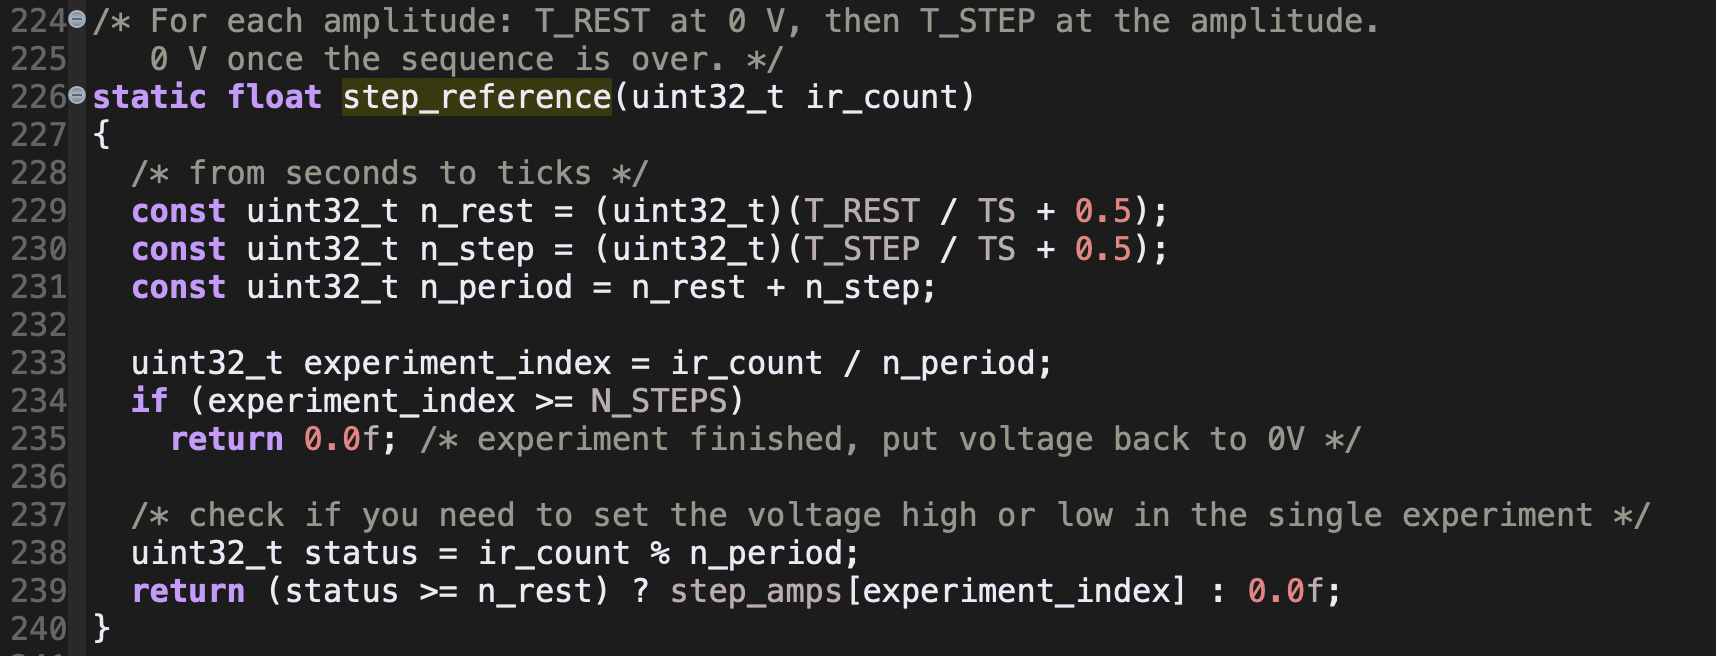 224 /* For each amplitude: T_REST at 0 V, then T_STEP at the amplitude.
225    0 V once the sequence is over. */
226 static float step_reference(uint32_t ir_count)
227 {
228   /* from seconds to ticks */
229   const uint32_t n_rest = (uint32_t)(T_REST / TS + 0.5);
230   const uint32_t n_step = (uint32_t)(T_STEP / TS + 0.5);
231   const uint32_t n_period = n_rest + n_step;
232
233   uint32_t experiment_index = ir_count / n_period;
234   if (experiment_index >= N_STEPS)
235     return 0.0f; /* experiment finished, put voltage back to 0V */
236
237   /* check if you need to set the voltage high or low in the single experiment */
238   uint32_t status = ir_count % n_period;
239   return (status >= n_rest) ? step_amps[experiment_index] : 0.0f;
240 }